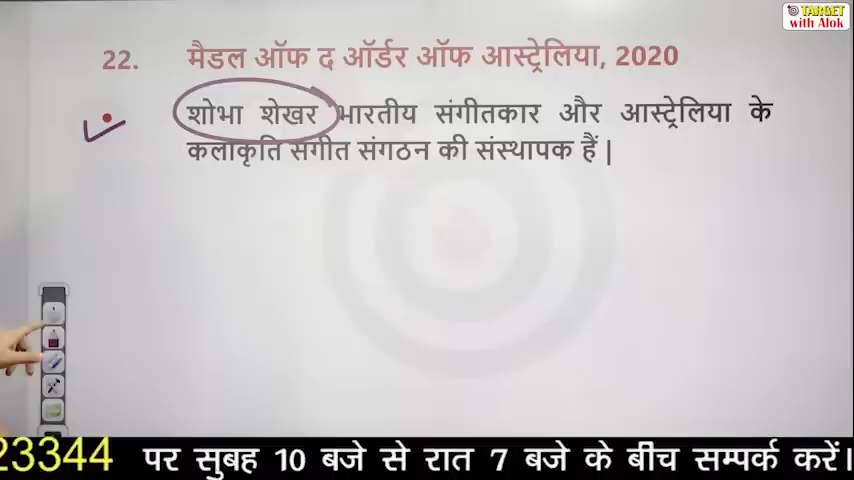 TARGET
with Alok
22. मैडल ऑफ द ऑर्डर ऑफ आस्ट्रेलिया, 2020
शोभा शेखर भारतीय संगीतकार और आस्ट्रेलिया के
कलाकृति संगीत संगठन की संस्थापक हैं |
23344 पर सुबह 10 बजे से रात 7 बजे के बीच सम्पर्क करें।